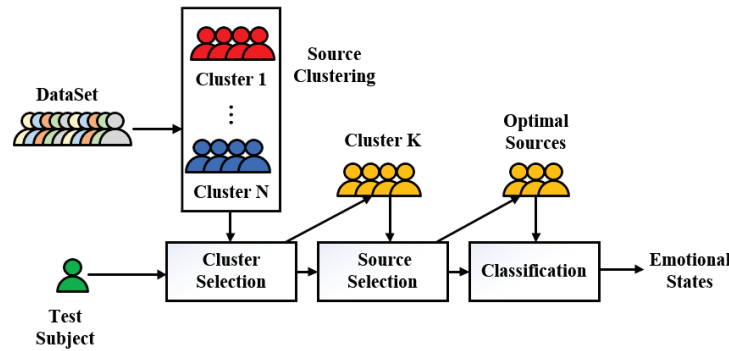 Source
Clustering
Cluster 1
DataSet
⋮
Cluster N
Cluster K
Optimal
Sources
Cluster
Selection
Source
Selection
Classification
Emotional
States
Test
Subject